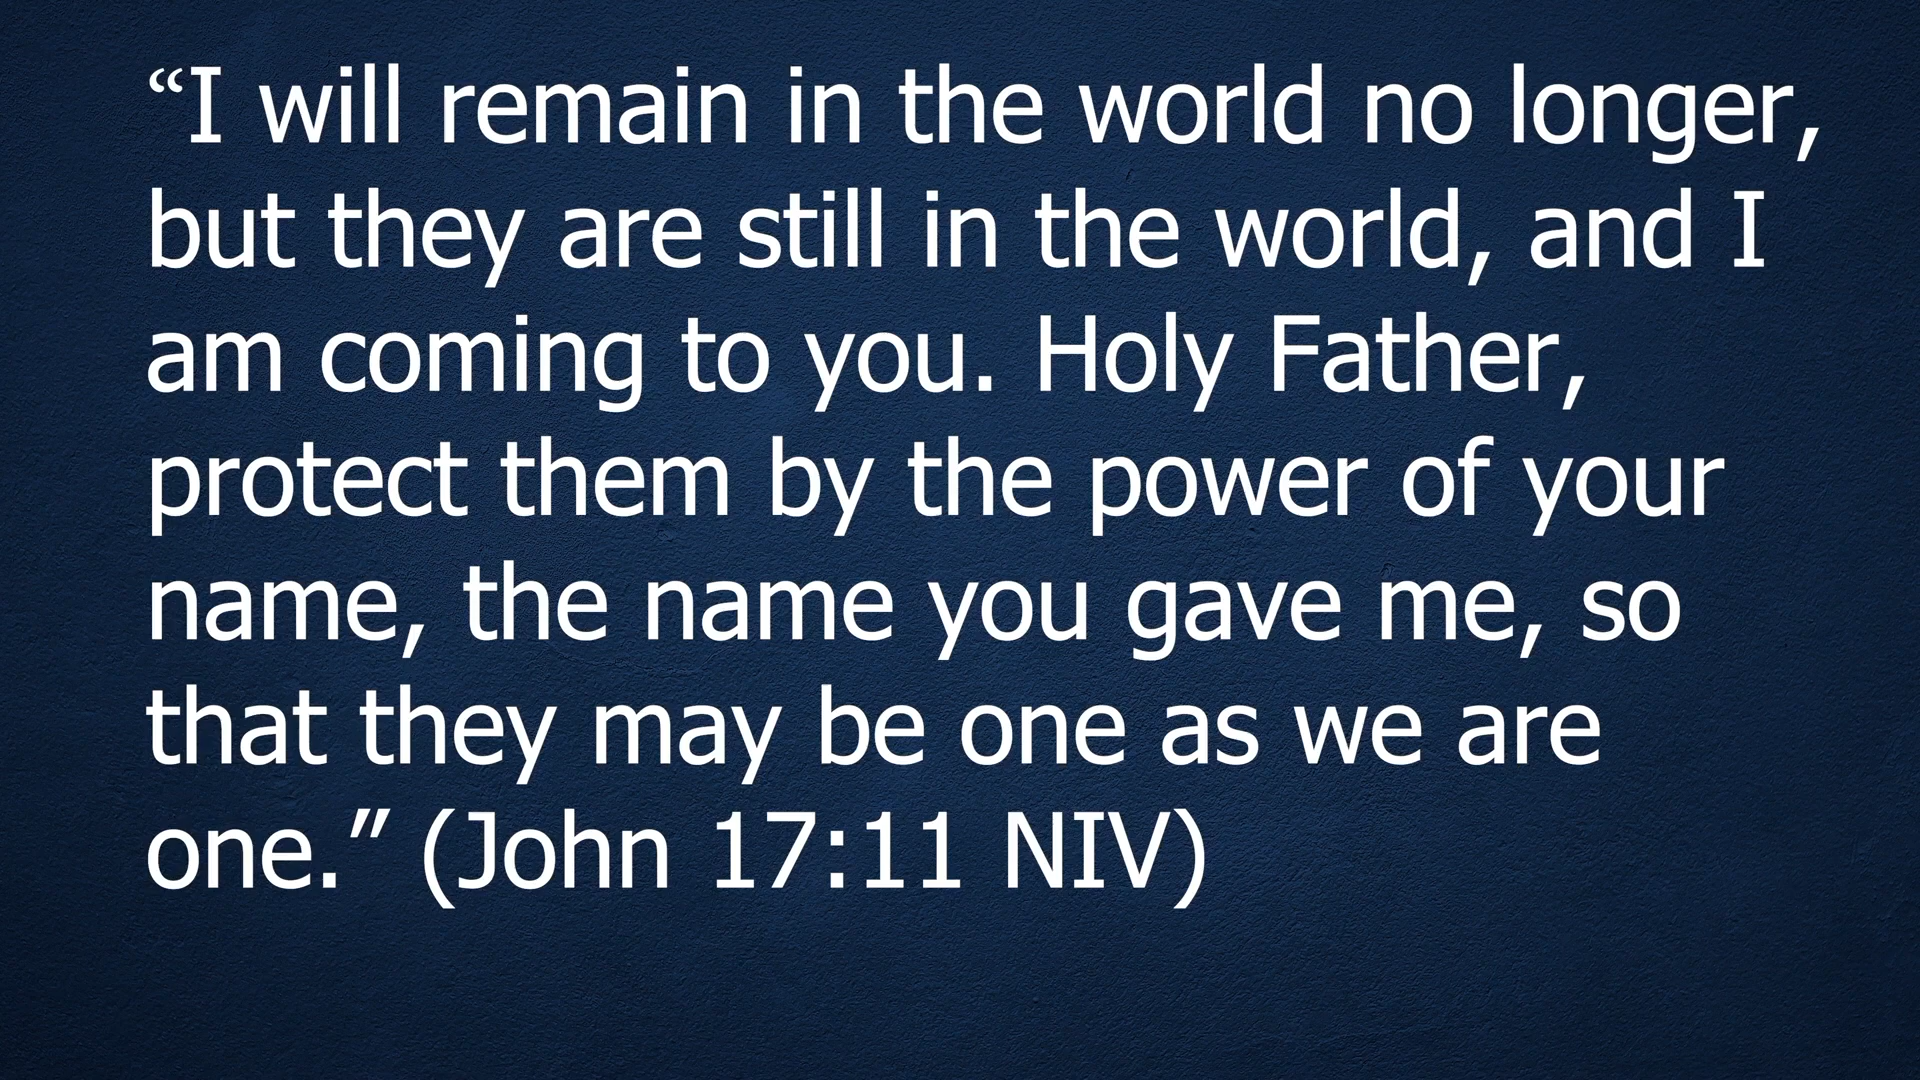 “I will remain in the world no longer,
but they are still in the world, and I
am coming to you. Holy Father,
protect them by the power of your
name, the name you gave me, so
that they may be one as we are
one.” (John 17:11 NIV)